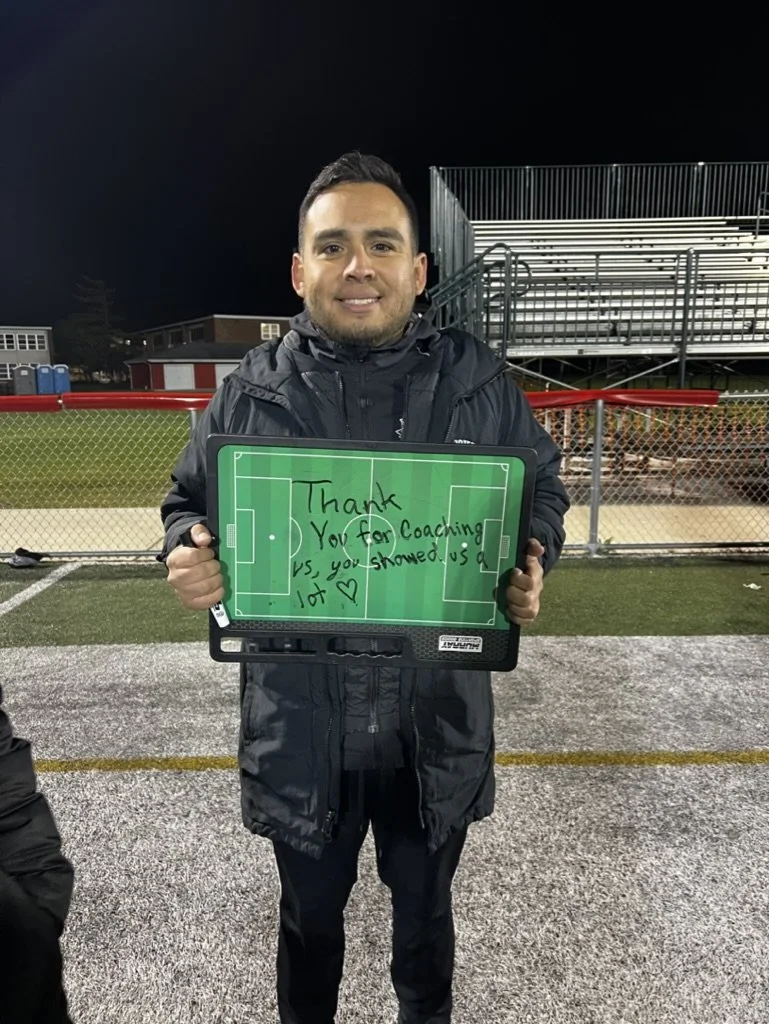 Thank
You for Coaching
us, you showed us a
lot ♡